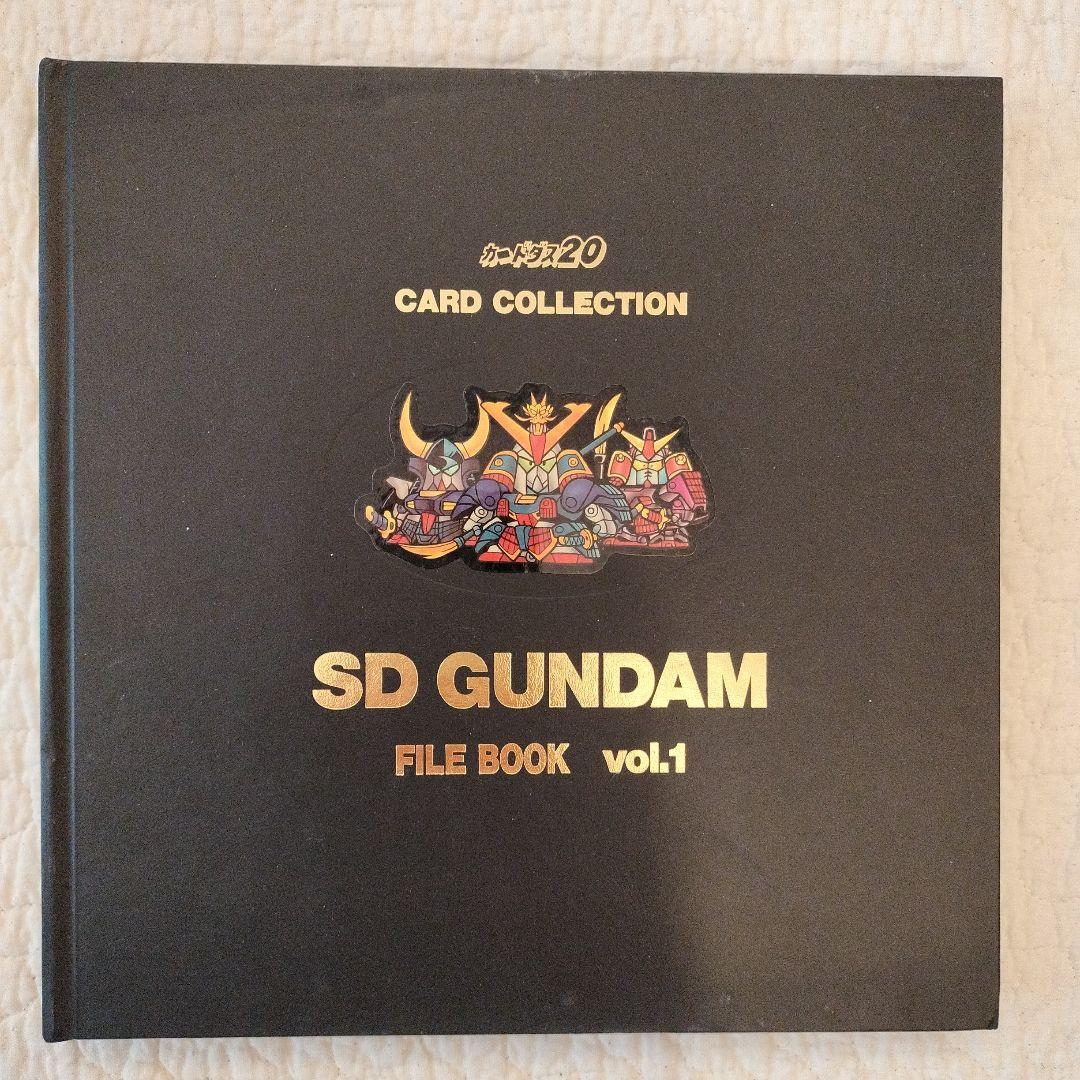 カードダス20
CARD COLLECTION
SD GUNDAM
FILE BOOK vol.1